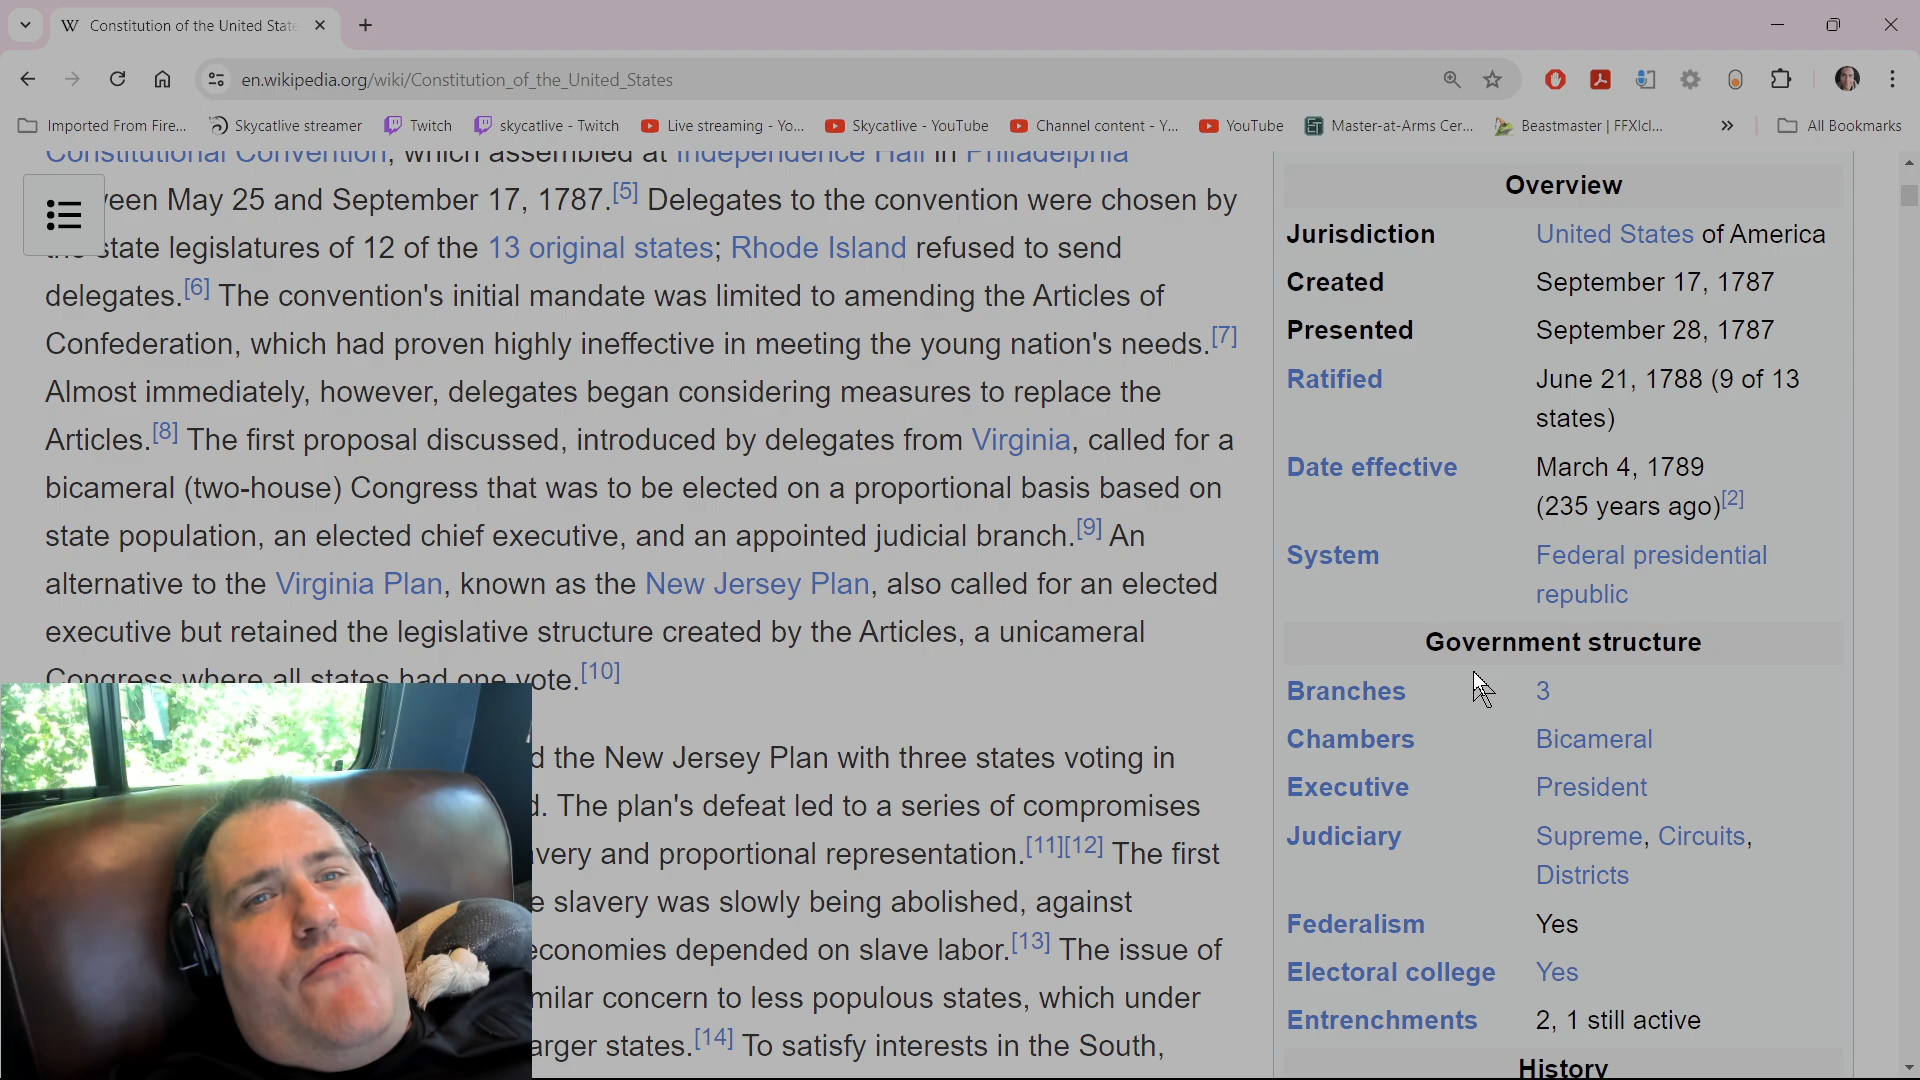 Constitution of the United State
en.wikipedia.org/wiki/Constitution_of_the_United_States
Imported From Fire...
Skycatlive streamer
Twitch
skycatlive - Twitch
Live streaming - Yo...
Skycatlive - YouTube
Channel content - Y...
YouTube
Master-at-Arms Cer...
Beastmaster | FFXIcl...
All Bookmarks
Constitutional Convention, which assembled at Independence Hall in Philadelphia
een May 25 and September 17, 1787.[5] Delegates to the convention were chosen by
the state legislatures of 12 of the 13 original states; Rhode Island refused to send
delegates.[6] The convention's initial mandate was limited to amending the Articles of
Confederation, which had proven highly ineffective in meeting the young nation's needs.[7]
Almost immediately, however, delegates began considering measures to replace the
Articles.[8] The first proposal discussed, introduced by delegates from Virginia, called for a
bicameral (two-house) Congress that was to be elected on a proportional basis based on
state population, an elected chief executive, and an appointed judicial branch.[9] An
alternative to the Virginia Plan, known as the New Jersey Plan, also called for an elected
executive but retained the legislative structure created by the Articles, a unicameral
Congress where all states had one vote.[10]
d the New Jersey Plan with three states voting in
d. The plan's defeat led to a series of compromises
avery and proportional representation.[11][12] The first
e slavery was slowly being abolished, against
economies depended on slave labor.[13] The issue of
milar concern to less populous states, which under
arger states.[14] To satisfy interests in the South,
Overview
Jurisdiction United States of America
Created September 17, 1787
Presented September 28, 1787
Ratified June 21, 1788 (9 of 13
states)
Date effective March 4, 1789
(235 years ago)[2]
System Federal presidential
republic
Government structure
Branches 3
Chambers Bicameral
Executive President
Judiciary Supreme, Circuits,
Districts
Federalism Yes
Electoral college Yes
Entrenchments 2, 1 still active
History